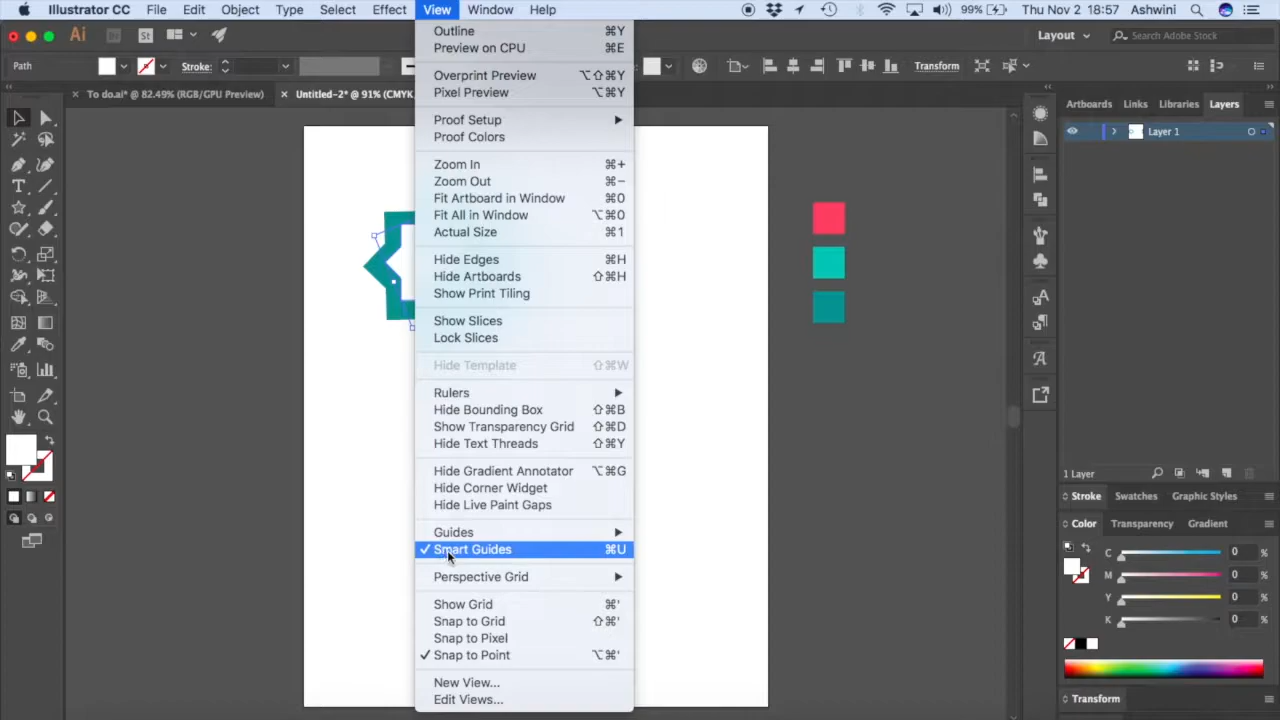 Illustrator CC File Edit Object Type Select Effect View Window Help 99% Thu Nov 2 18:57 Ashwini
Ai Br St Layout Search Adobe Stock
Path Stroke: Transform
× To do.ai* @ 82.49% (RGB/GPU Preview) × Untitled-2* @ 91% (CMYK
Outline ⌘Y
Preview on CPU ⌘E
Overprint Preview ⌥⇧⌘Y
Pixel Preview ⌥⌘Y
Proof Setup
Proof Colors
Zoom In ⌘+
Zoom Out ⌘−
Fit Artboard in Window ⌘0
Fit All in Window ⌥⌘0
Actual Size ⌘1
Hide Edges ⌘H
Hide Artboards ⇧⌘H
Show Print Tiling
Show Slices
Lock Slices
Hide Template ⇧⌘W
Rulers
Hide Bounding Box ⇧⌘B
Show Transparency Grid ⇧⌘D
Hide Text Threads ⇧⌘Y
Hide Gradient Annotator ⌥⌘G
Hide Corner Widget
Hide Live Paint Gaps
Guides
✓ Smart Guides ⌘U
Perspective Grid
Show Grid ⌘'
Snap to Grid ⇧⌘'
Snap to Pixel
✓ Snap to Point ⌥⌘'
New View...
Edit Views...
Artboards Links Libraries Layers
Layer 1
1 Layer
Stroke Swatches Graphic Styles
Color Transparency Gradient
C 0 %
M 0 %
Y 0 %
K 0 %
Transform